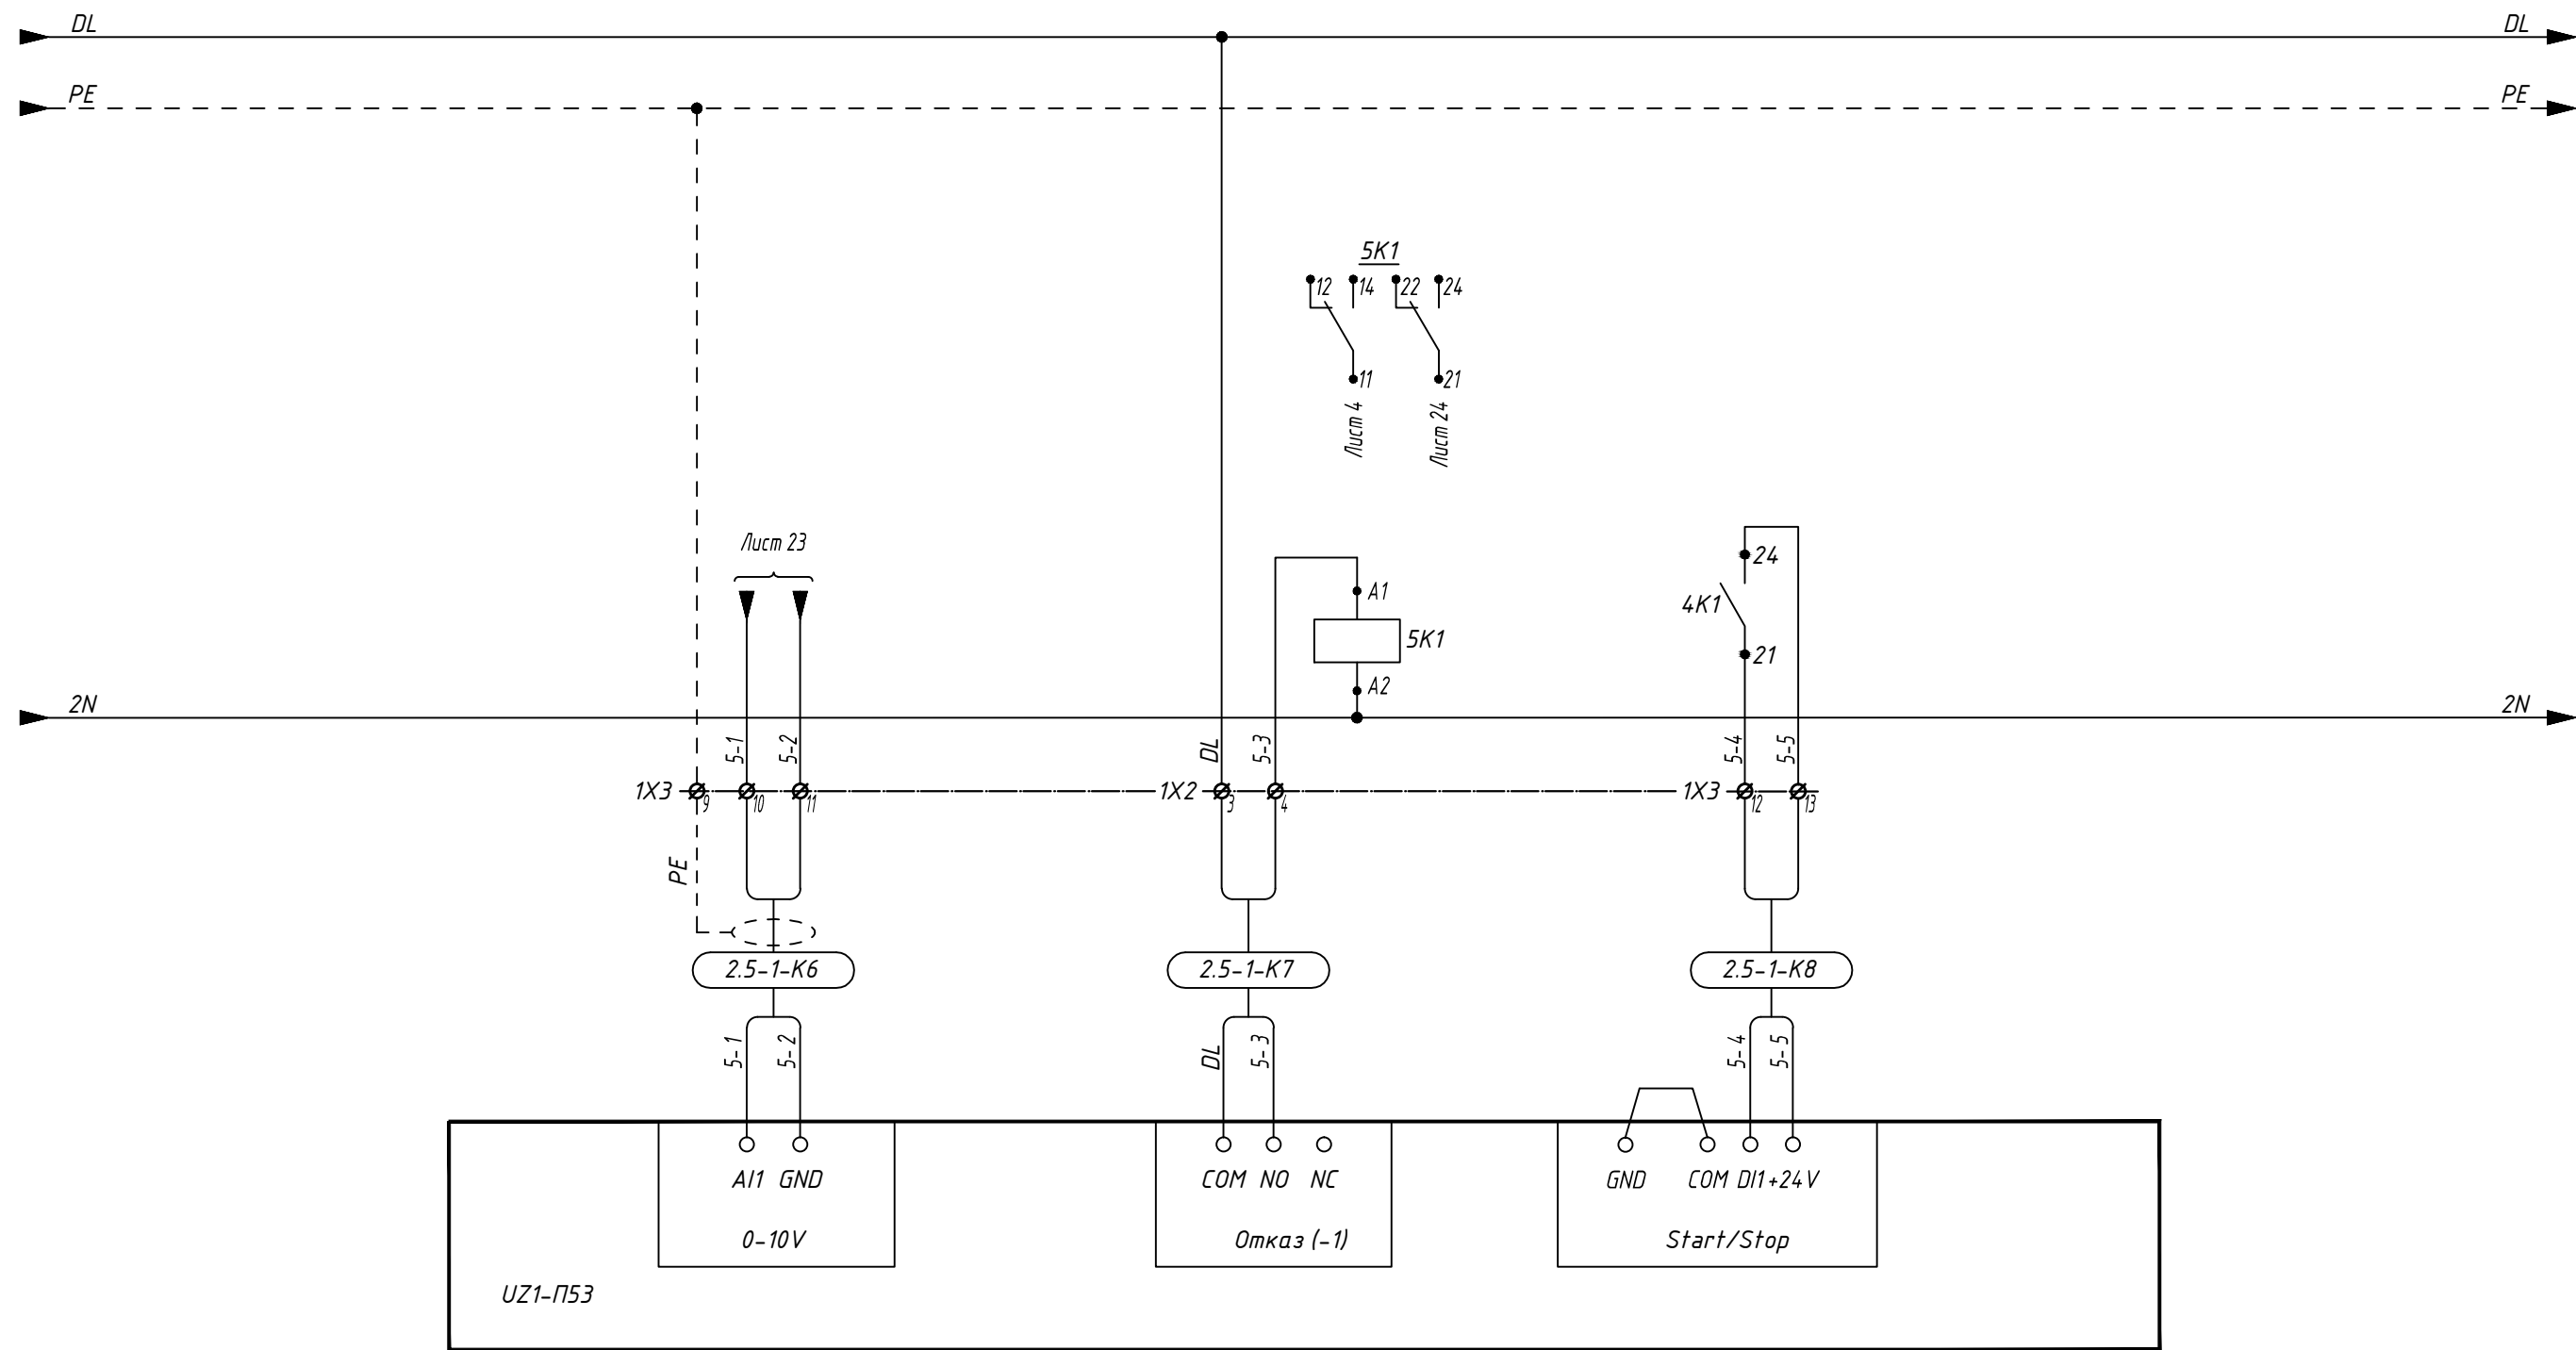 DL DL
PE PE
5K1
12 14 22 24
11 21
Лист 4 Лист 24
Лист 23
24
A1
4K1
5K1
21
A2
2N 2N
5-1 5-2 DL 5-3 5-4 5-5
1X3 9 10 11 1X2 3 4 1X3 12 13
PE
2.5-1-K6 2.5-1-K7 2.5-1-K8
5-1 5-2 DL 5-3 5-4 5-5
AI1 GND COM NO NC GND COM DI1 +24V
0-10V Отказ (-1) Start/Stop
UZ1-П53